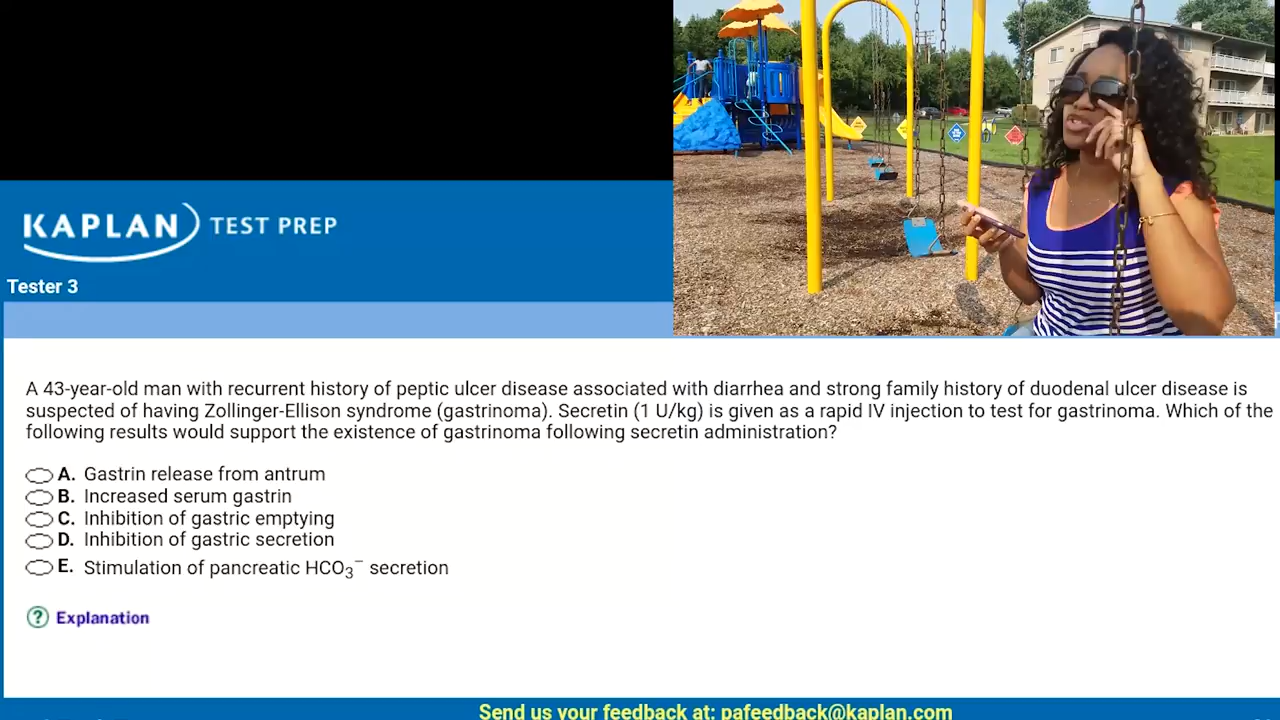 KAPLAN TEST PREP
Tester 3
A 43-year-old man with recurrent history of peptic ulcer disease associated with diarrhea and strong family history of duodenal ulcer disease is
suspected of having Zollinger-Ellison syndrome (gastrinoma). Secretin (1 U/kg) is given as a rapid IV injection to test for gastrinoma. Which of the
following results would support the existence of gastrinoma following secretin administration?
A. Gastrin release from antrum
B. Increased serum gastrin
C. Inhibition of gastric emptying
D. Inhibition of gastric secretion
E. Stimulation of pancreatic HCO₃⁻ secretion
? Explanation
Send us your feedback at: pafeedback@kaplan.com